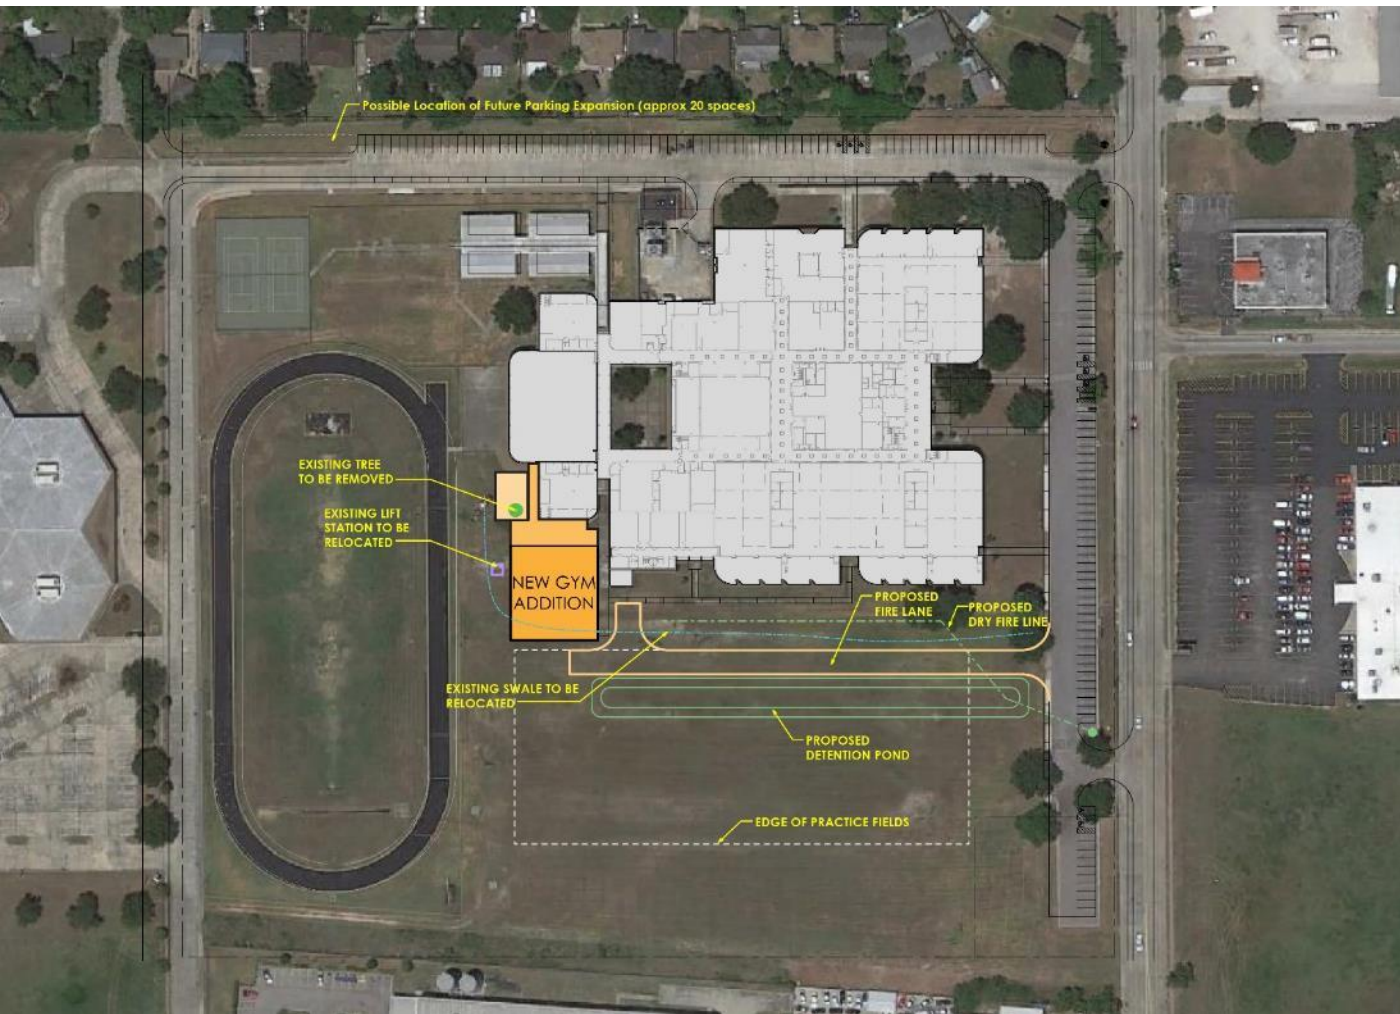 Possible Location of Future Parking Expansion (approx 20 spaces)
EXISTING TREE
TO BE REMOVED
EXISTING LIFT
STATION TO BE
RELOCATED
NEW GYM
ADDITION
PROPOSED
FIRE LANE
PROPOSED
DRY FIRE LINE
EXISTING SWALE TO BE
RELOCATED
PROPOSED
DETENTION POND
EDGE OF PRACTICE FIELDS